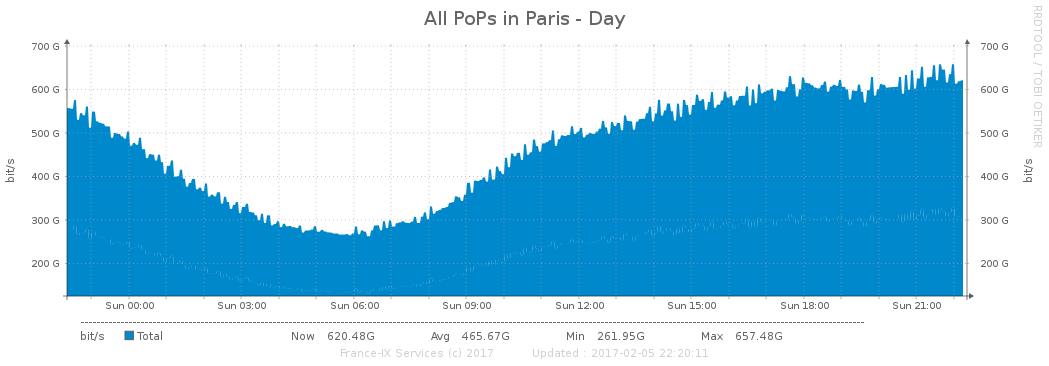 All PoPs in Paris - Day
RRDTOOL / TOBI OETIKER
700 G 700 G
600 G 600 G
500 G 500 G
400 G 400 G
300 G 300 G
200 G 200 G
bit/s bit/s
Sun 00:00 Sun 03:00 Sun 06:00 Sun 09:00 Sun 12:00 Sun 15:00 Sun 18:00 Sun 21:00
bit/s Total Now 620.48G Avg 465.67G Min 261.95G Max 657.48G
France-IX Services (c) 2017 Updated : 2017-02-05 22:20:11